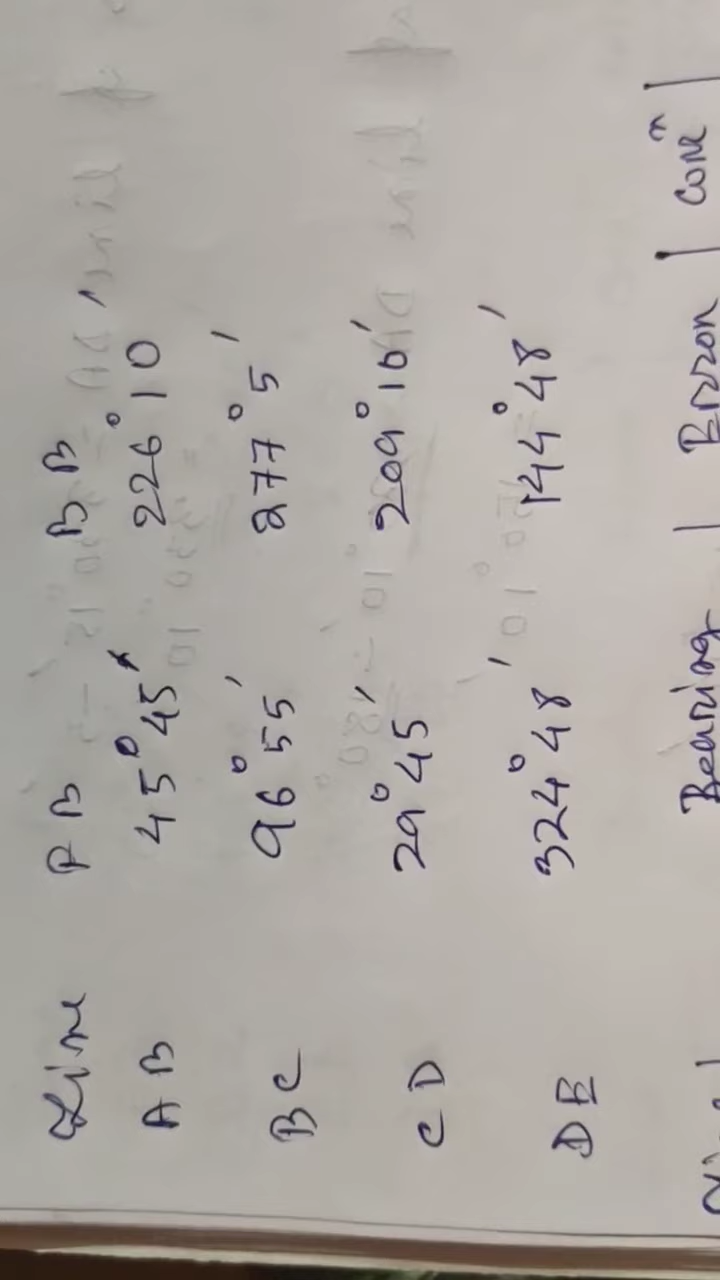 Line FB BB
AB 45°45' 226°10'
BC 96°55' 277°5'
CD 29°45' 209°10'
DE 324°48' 144°48'
Bearing | Error | Corr^n |